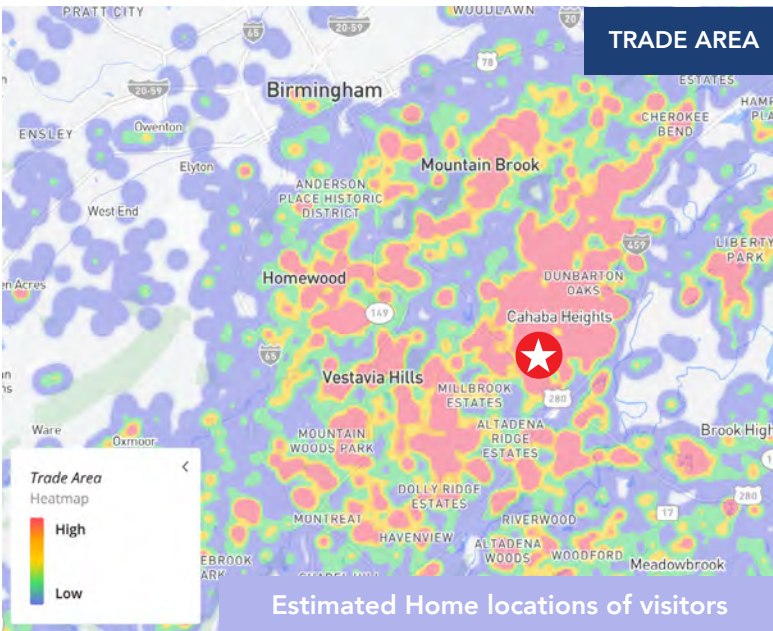 PRATT CITY
WOODLAWN
65
20-59
20
TRADE AREA
78
ESTATES
20-59
Birmingham
CHEROKEE
BEND
ENSLEY
Owenton
Elyton
Mountain Brook
ANDERSON
PLACE HISTORIC
DISTRICT
West End
459
LIBERTY
PARK
en Acres
Homewood
DUNBARTON
OAKS
149
Cahaba Heights
65
Vestavia Hills
MILLBROOK
ESTATES
280
Ware
Oxmoor
MOUNTAIN
WOODS PARK
ALTADENA
RIDGE
ESTATES
Brook High
Trade Area
Heatmap
High
Low
DOLLY RIDGE
ESTATES
280
17
MONTREAT
RIVERWOOD
HAVENVIEW
ALTADENA
WOODS
WOODFORD
Meadowbrook
EBROOK
ARK
Estimated Home locations of visitors